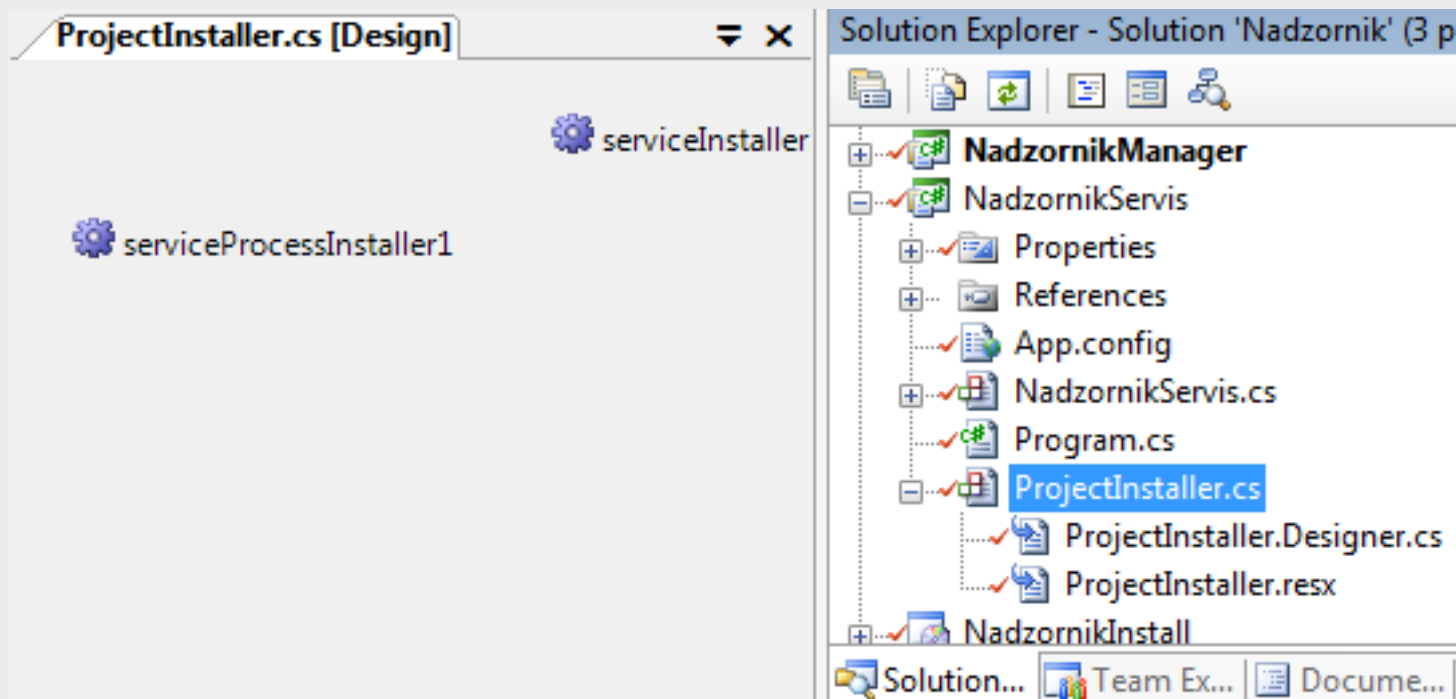 ProjectInstaller.cs [Design]
serviceInstaller
serviceProcessInstaller1
Solution Explorer - Solution 'Nadzornik' (3 p
NadzornikManager
NadzornikServis
Properties
References
App.config
NadzornikServis.cs
Program.cs
ProjectInstaller.cs
ProjectInstaller.Designer.cs
ProjectInstaller.resx
NadzornikInstall
Solution... Team Ex... Docume...